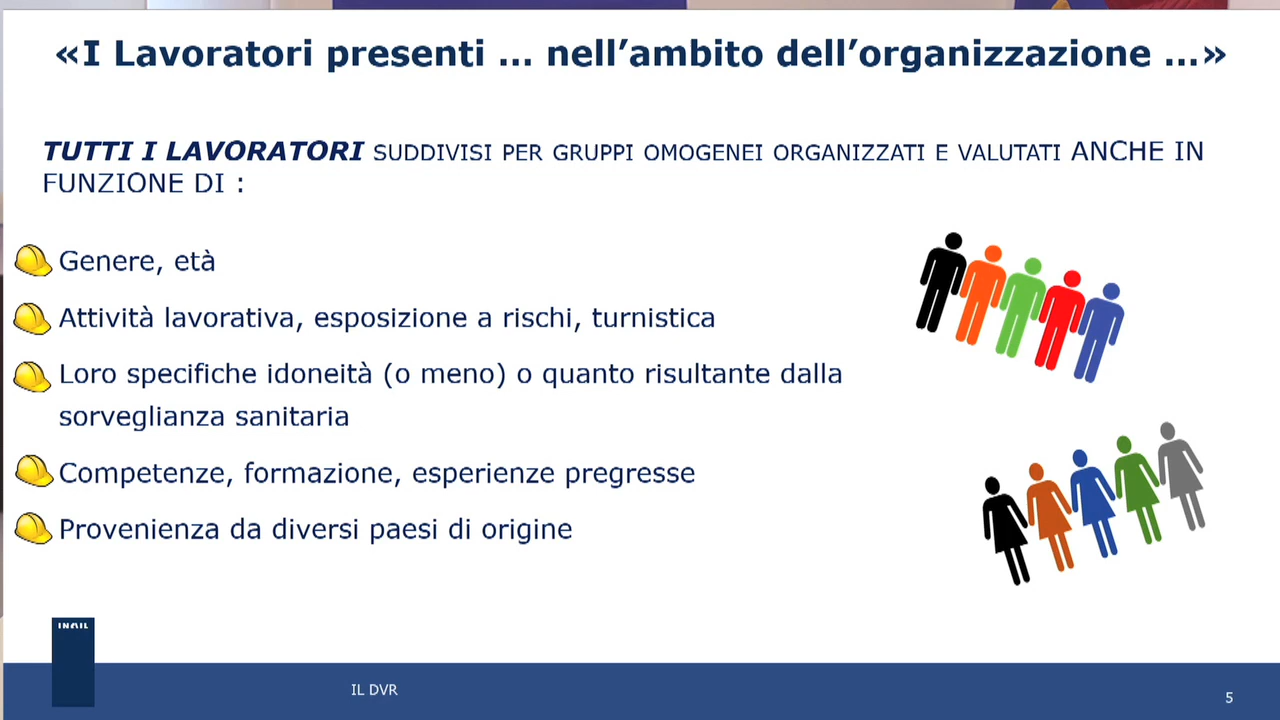 «I Lavoratori presenti … nell’ambito dell’organizzazione …»
TUTTI I LAVORATORI SUDDIVISI PER GRUPPI OMOGENEI ORGANIZZATI E VALUTATI ANCHE IN
FUNZIONE DI :
Genere, età
Attività lavorativa, esposizione a rischi, turnistica
Loro specifiche idoneità (o meno) o quanto risultante dalla
sorveglianza sanitaria
Competenze, formazione, esperienze pregresse
Provenienza da diversi paesi di origine
INAIL
IL DVR
5